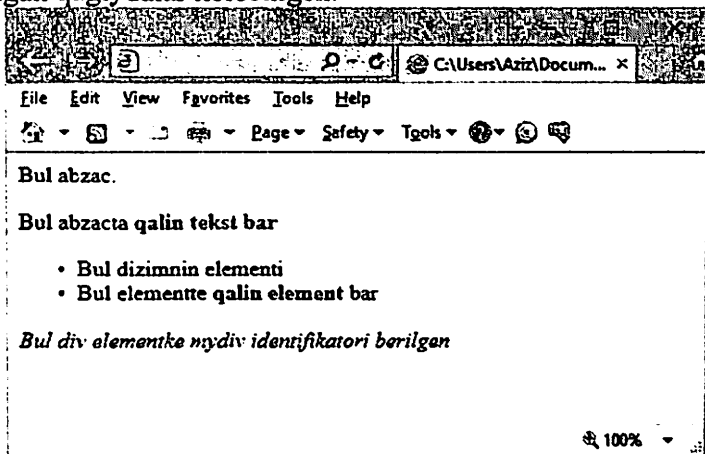 C:\Users\Aziz\Docum... ×
File Edit View Favorites Tools Help
Page Safety Tools
Bul abzac.
Bul abzacta qalin tekst bar
• Bul dizimnin elementi
• Bul elementte qalin element bar
Bul div elementke mydiv identifikatori berilgen
100%